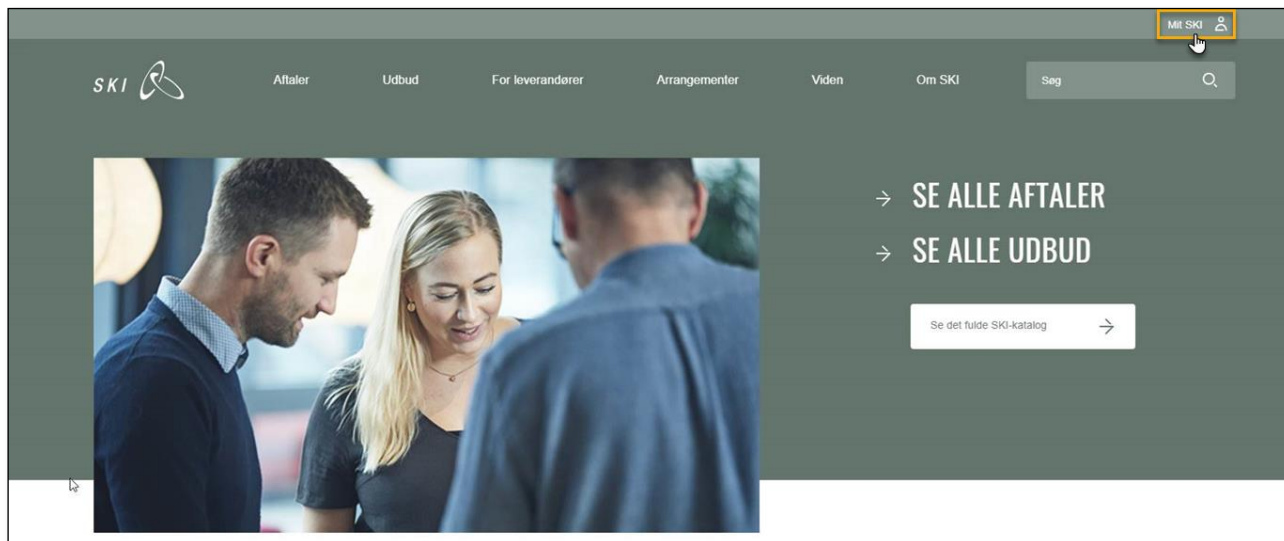 Mit SKI
SKI
Aftaler
Udbud
For leverandører
Arrangementer
Viden
Om SKI
Søg
SE ALLE AFTALER
SE ALLE UDBUD
Se det fulde SKI-katalog